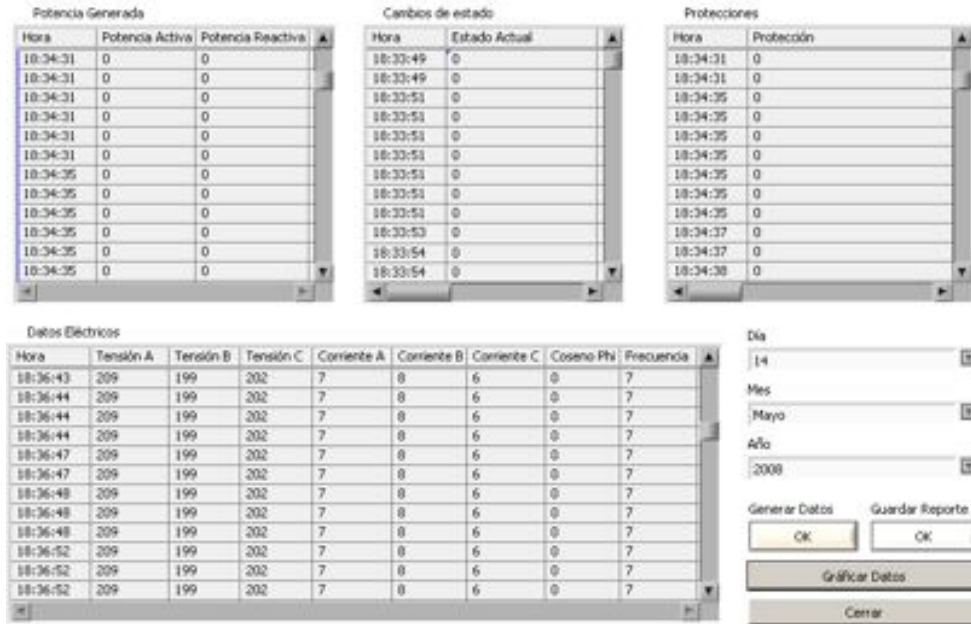 Potencia Generada
Hora Potencia Activa Potencia Reactiva
18:34:31 0 0
18:34:31 0 0
18:34:31 0 0
18:34:31 0 0
18:34:31 0 0
18:34:31 0 0
18:34:35 0 0
18:34:35 0 0
18:34:35 0 0
18:34:35 0 0
18:34:35 0 0
18:34:35 0 0
Cambios de estado
Hora Estado Actual
18:33:49 0
18:33:49 0
18:33:51 0
18:33:51 0
18:33:51 0
18:33:51 0
18:33:51 0
18:33:51 0
18:33:51 0
18:33:53 0
18:33:54 0
18:33:54 0
Protecciones
Hora Protección
18:34:31 0
18:34:31 0
18:34:35 0
18:34:35 0
18:34:35 0
18:34:35 0
18:34:35 0
18:34:35 0
18:34:35 0
18:34:37 0
18:34:37 0
18:34:38 0
Datos Eléctricos
Hora Tensión A Tensión B Tensión C Corriente A Corriente B Corriente C Coseno Phi Frecuencia
18:36:43 209 199 202 7 8 6 0 7
18:36:44 209 199 202 7 8 6 0 7
18:36:44 209 199 202 7 8 6 0 7
18:36:44 209 199 202 7 8 6 0 7
18:36:47 209 199 202 7 8 6 0 7
18:36:47 209 199 202 7 8 6 0 7
18:36:48 209 199 202 7 8 6 0 7
18:36:48 209 199 202 7 8 6 0 7
18:36:48 209 199 202 7 8 6 0 7
18:36:52 209 199 202 7 8 6 0 7
18:36:52 209 199 202 7 8 6 0 7
18:36:52 209 199 202 7 8 6 0 7
Día
14
Mes
Mayo
Año
2008
Generar Datos Guardar Reporte
OK OK
Gráficar Datos
Cerrar